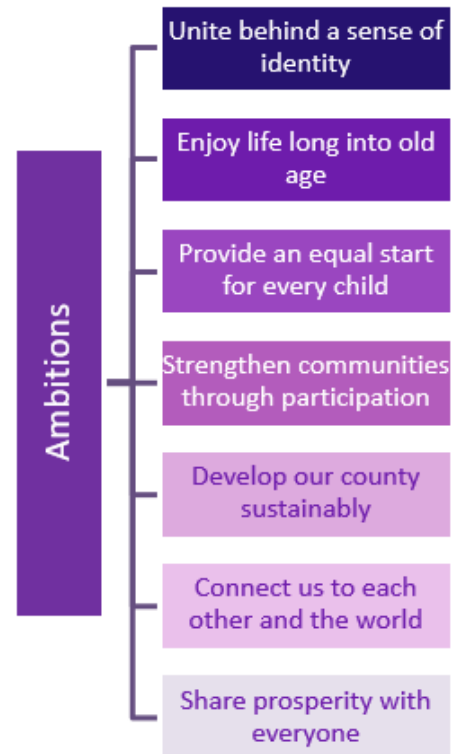 Ambitions
Unite behind a sense of
identity
Enjoy life long into old
age
Provide an equal start
for every child
Strengthen communities
through participation
Develop our county
sustainably
Connect us to each
other and the world
Share prosperity with
everyone